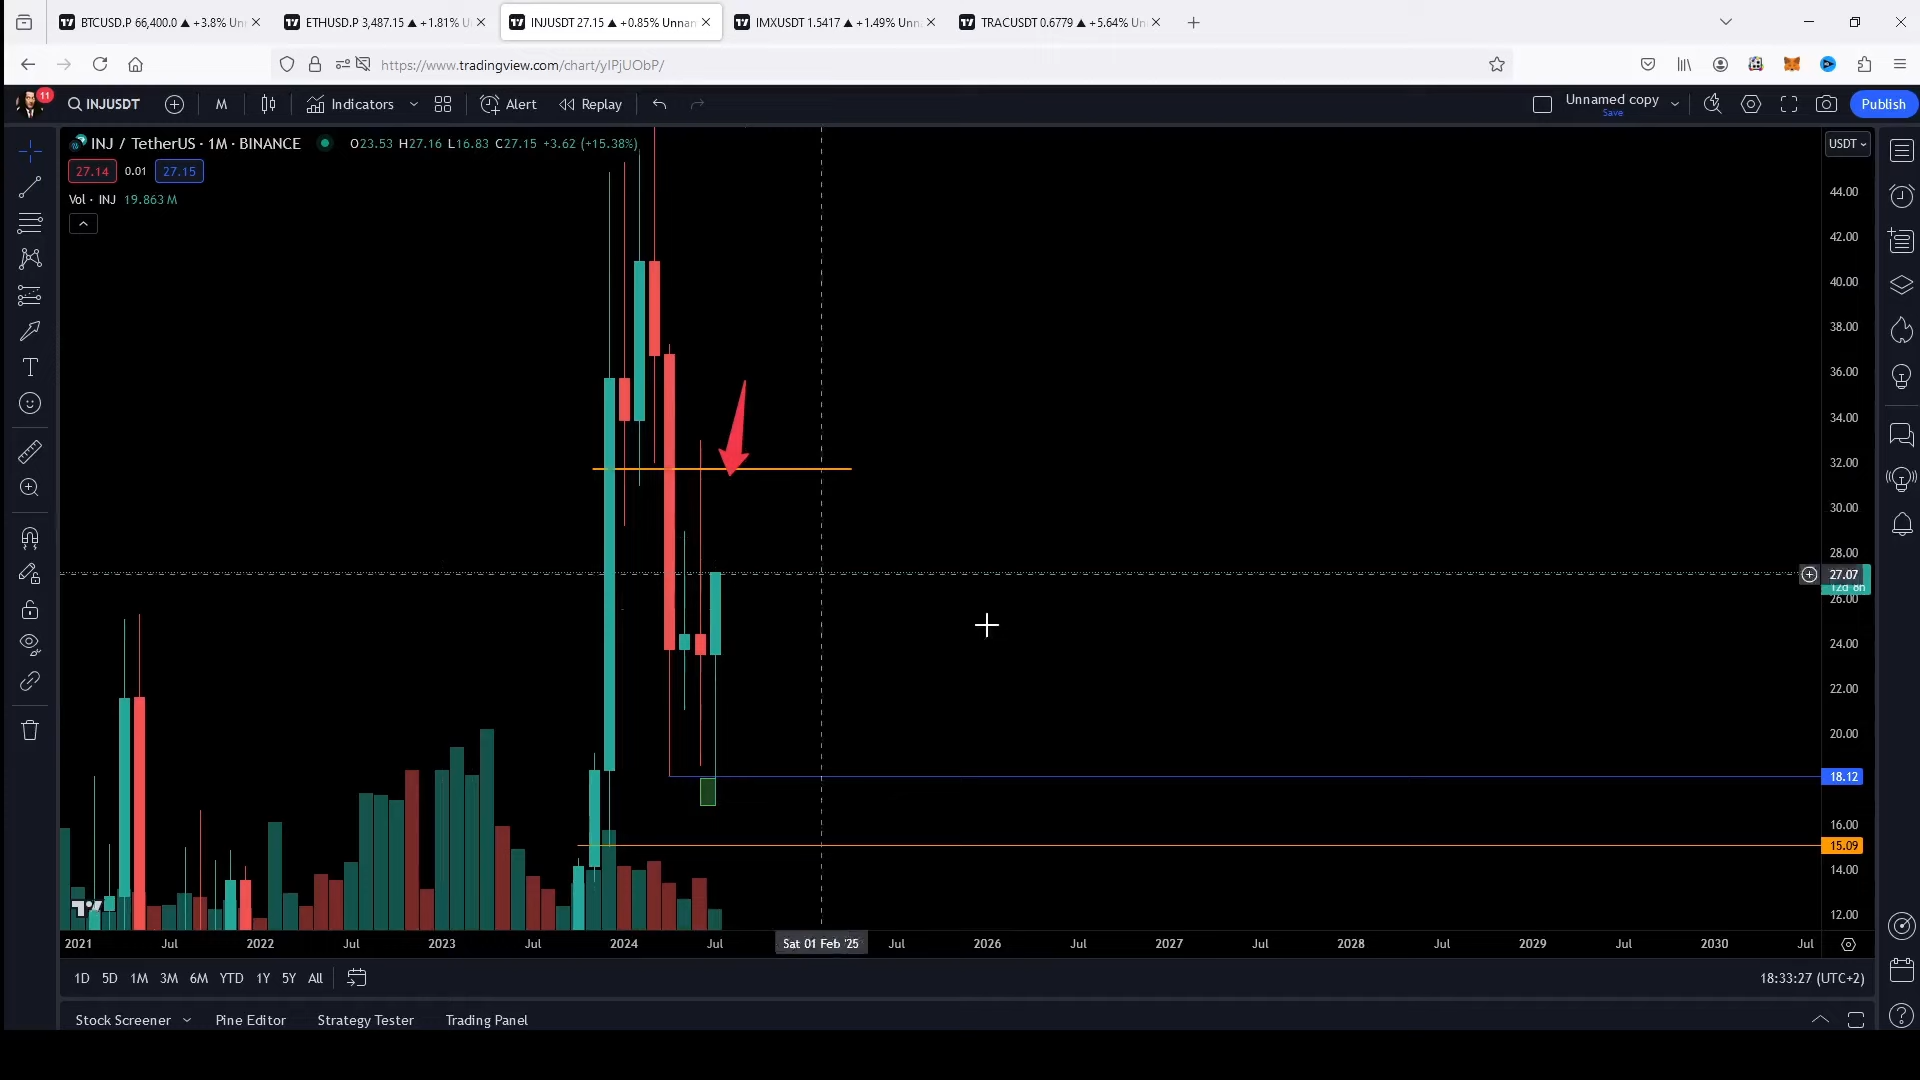 BTCUSD.P 66,400.0 ▲ +3.8% Un
ETHUSD.P 3,487.15 ▲ +1.81% U
INJUSDT 27.15 ▲ +0.85% Unnan
IMXUSDT 1.5417 ▲ +1.49% Unn
TRACUSDT 0.6779 ▲ +5.64% Un
https://www.tradingview.com/chart/yIPjUObP/
11
INJUSDT
M
Indicators
Alert
Replay
Unnamed copy
Save
Publish
INJ / TetherUS · 1M · BINANCE
O23.53 H27.16 L16.83 C27.15 +3.62 (+15.38%)
USDT
27.14
0.01
27.15
Vol · INJ 19.863 M
44.00
42.00
40.00
38.00
36.00
34.00
32.00
30.00
28.00
27.07
12d 8h
26.00
24.00
22.00
20.00
18.12
16.00
15.09
14.00
12.00
2021
Jul
2022
Jul
2023
Jul
2024
Jul
Sat 01 Feb '25
Jul
2026
Jul
2027
Jul
2028
Jul
2029
Jul
2030
Jul
1D 5D 1M 3M 6M YTD 1Y 5Y All
18:33:27 (UTC+2)
Stock Screener
Pine Editor
Strategy Tester
Trading Panel